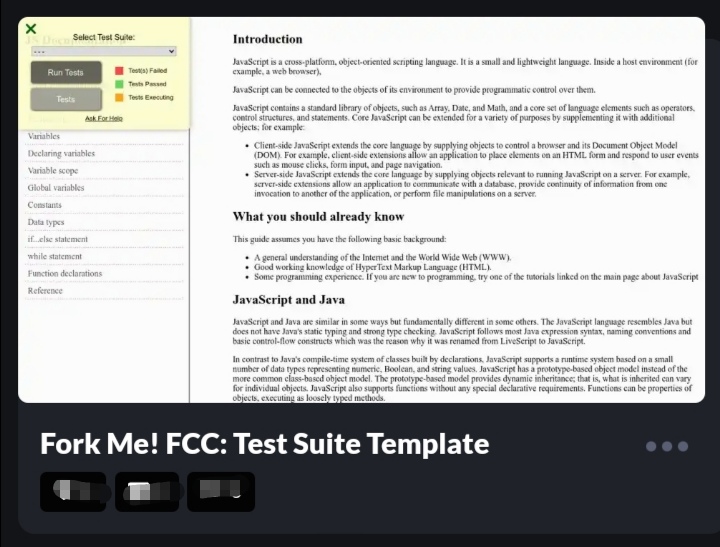 Select Test Suite:
- - -
Run Tests
Test(s) Failed
Tests
Tests Passed
Tests Executing
Ask For Help
Variables
Declaring variables
Variable scope
Global variables
Constants
Data types
if...else statement
while statement
Function declarations
Reference
Introduction
JavaScript is a cross-platform, object-oriented scripting language. It is a small and lightweight language. Inside a host environment (for
example, a web browser),
JavaScript can be connected to the objects of its environment to provide programmatic control over them.
JavaScript contains a standard library of objects, such as Array, Date, and Math, and a core set of language elements such as operators,
control structures, and statements. Core JavaScript can be extended for a variety of purposes by supplementing it with additional
objects; for example:
• Client-side JavaScript extends the core language by supplying objects to control a browser and its Document Object Model
(DOM). For example, client-side extensions allow an application to place elements on an HTML form and respond to user events
such as mouse clicks, form input, and page navigation.
• Server-side JavaScript extends the core language by supplying objects relevant to running JavaScript on a server. For example,
server-side extensions allow an application to communicate with a database, provide continuity of information from one
invocation to another of the application, or perform file manipulations on a server.
What you should already know
This guide assumes you have the following basic background:
• A general understanding of the Internet and the World Wide Web (WWW).
• Good working knowledge of HyperText Markup Language (HTML).
• Some programming experience. If you are new to programming, try one of the tutorials linked on the main page about JavaScript
JavaScript and Java
JavaScript and Java are similar in some ways but fundamentally different in some others. The JavaScript language resembles Java but
does not have Java's static typing and strong type checking. JavaScript follows most Java expression syntax, naming conventions and
basic control-flow constructs which was the reason why it was renamed from LiveScript to JavaScript.
In contrast to Java's compile-time system of classes built by declarations, JavaScript supports a runtime system based on a small
number of data types representing numeric, Boolean, and string values. JavaScript has a prototype-based object model instead of the
more common class-based object model. The prototype-based model provides dynamic inheritance; that is, what is inherited can vary
for individual objects. JavaScript also supports functions without any special declarative requirements. Functions can be properties of
objects, executing as loosely typed methods.
Fork Me! FCC: Test Suite Template